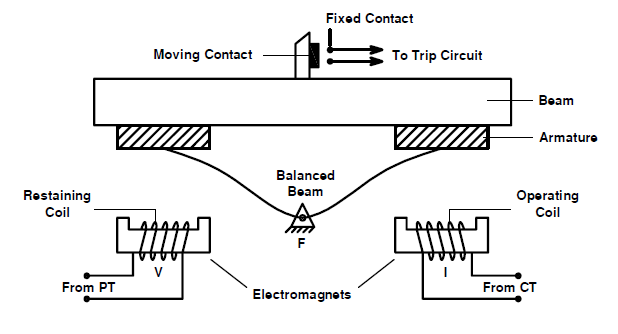 Fixed Contact
Moving Contact
To Trip Circuit
Beam
Armature
Balanced
Beam
Restaining
Coil
Operating
Coil
F
V
I
From PT
Electromagnets
From CT